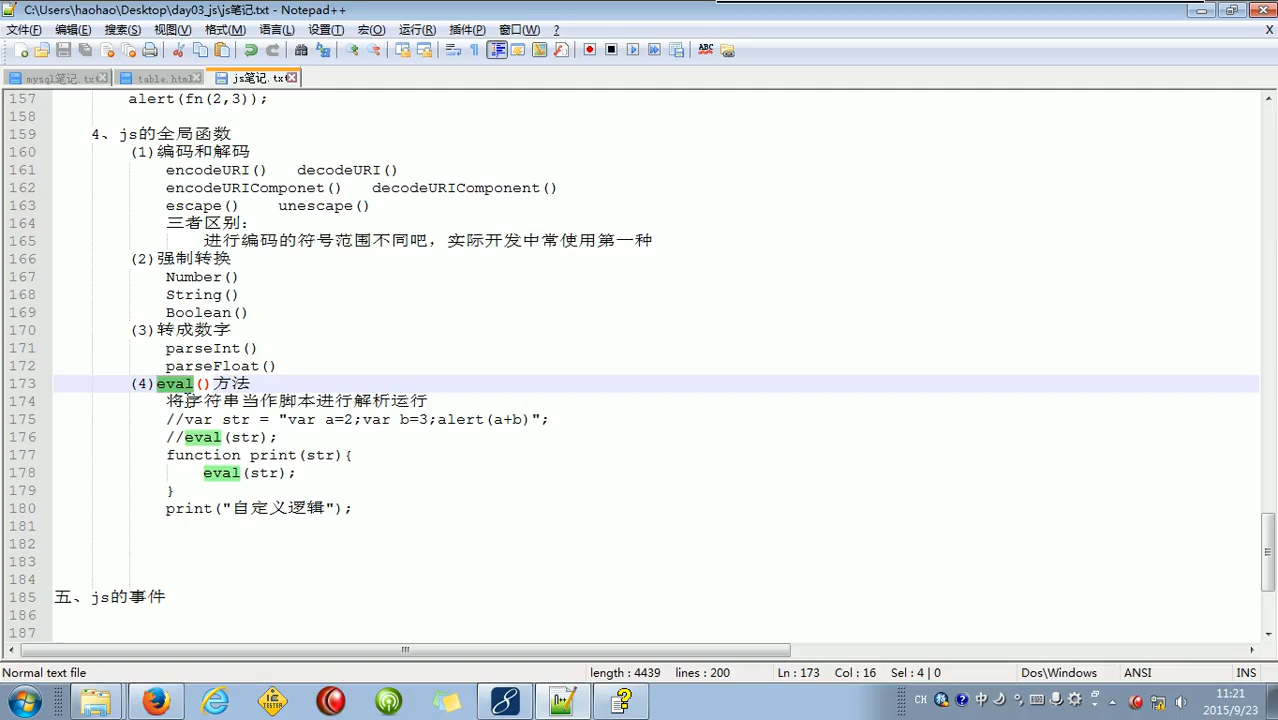 C:\Users\haohao\Desktop\day03_js\js笔记.txt - Notepad++
文件(F) 编辑(E) 搜索(S) 视图(V) 格式(M) 语言(L) 设置(T) 宏(O) 运行(R) 插件(P) 窗口(W) ? X
mysql笔记.txt table.html js笔记.txt
157 alert(fn(2,3));
158
159 4、js的全局函数
160 (1)编码和解码
161 encodeURI() decodeURI()
162 encodeURIComponet() decodeURIComponent()
163 escape() unescape()
164 三者区别：
165 进行编码的符号范围不同吧，实际开发中常使用第一种
166 (2)强制转换
167 Number()
168 String()
169 Boolean()
170 (3)转成数字
171 parseInt()
172 parseFloat()
173 (4)eval()方法
174 将字符串当作脚本进行解析运行
175 //var str = "var a=2;var b=3;alert(a+b)";
176 //eval(str);
177 function print(str){
178 eval(str);
179 }
180 print("自定义逻辑");
181
182
183
184
185 五、js的事件
186
187
Normal text file length : 4439 lines : 200 Ln : 173 Col : 16 Sel : 4 | 0 Dos\Windows ANSI INS
CH 中 11:21
2015/9/23